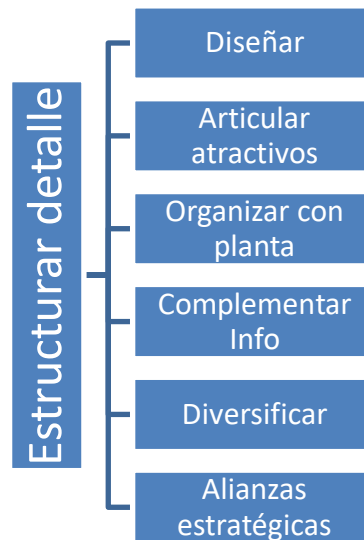 Estructurar detalle
Diseñar
Articular
atractivos
Organizar con
planta
Complementar
Info
Diversificar
Alianzas
estratégicas